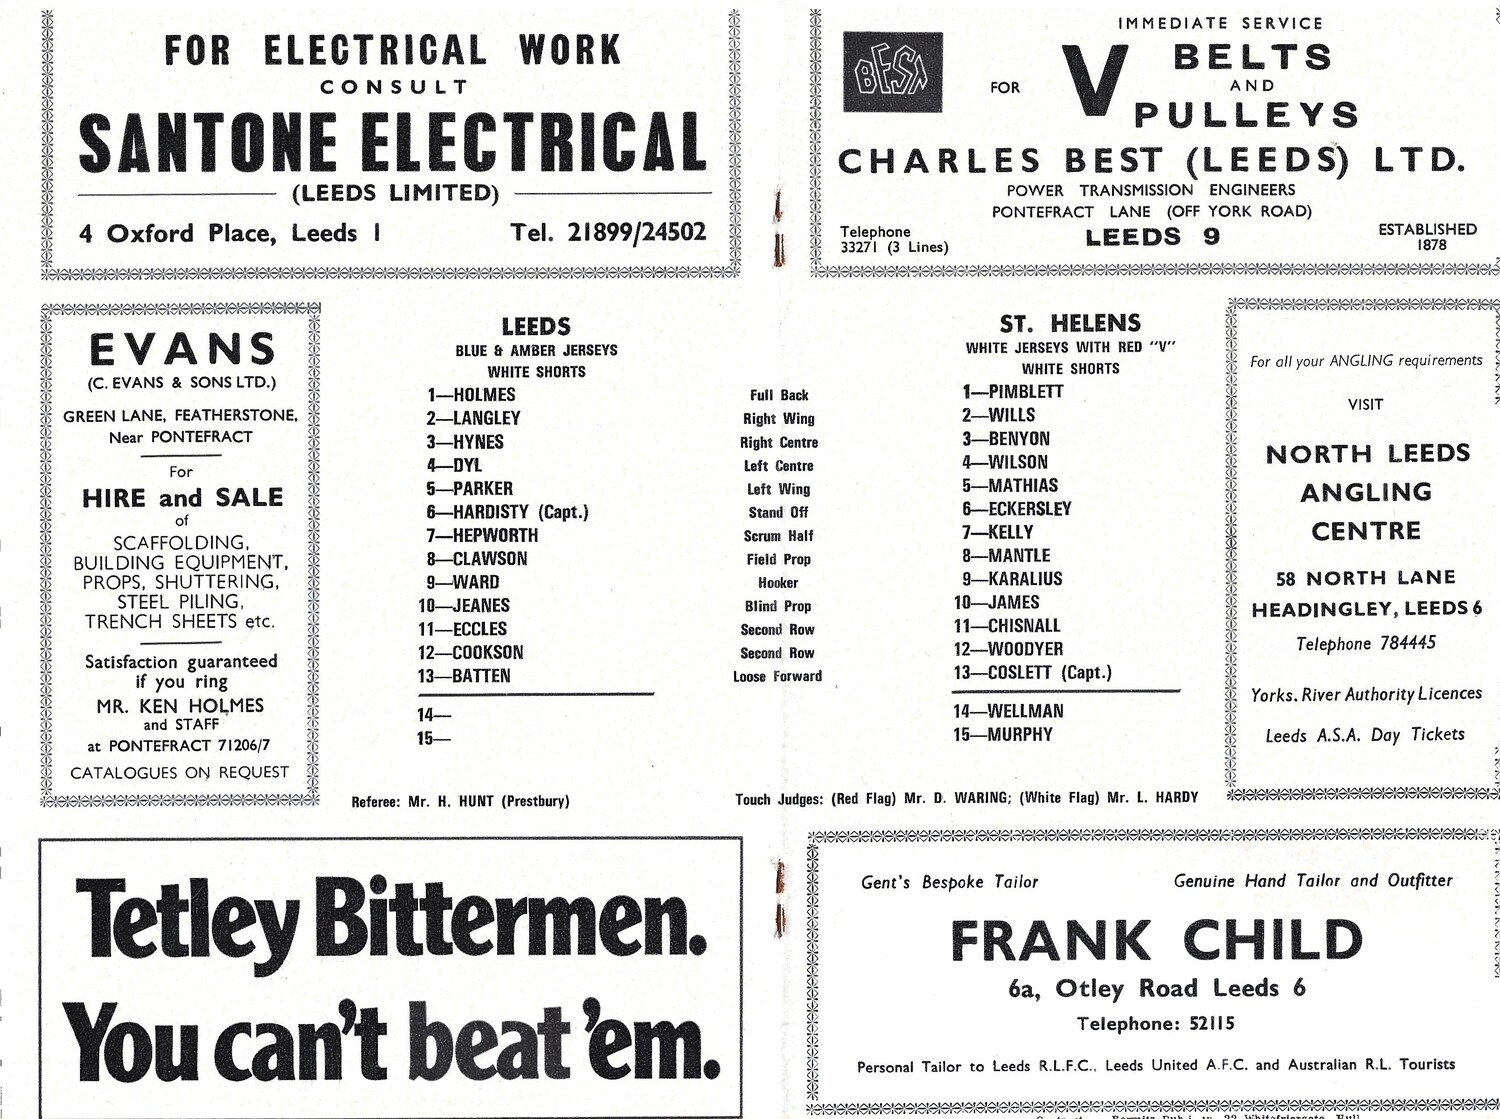 FOR ELECTRICAL WORK
CONSULT
SANTONE ELECTRICAL
(LEEDS LIMITED)
4 Oxford Place, Leeds 1 Tel. 21899/24502
IMMEDIATE SERVICE
BESA
FOR V BELTS
AND
PULLEYS
CHARLES BEST (LEEDS) LTD.
POWER TRANSMISSION ENGINEERS
PONTEFRACT LANE (OFF YORK ROAD)
LEEDS 9
Telephone
33271 (3 Lines)
ESTABLISHED
1878
EVANS
(C. EVANS & SONS LTD.)
GREEN LANE, FEATHERSTONE,
Near PONTEFRACT
For
HIRE and SALE
of
SCAFFOLDING,
BUILDING EQUIPMENT,
PROPS, SHUTTERING,
STEEL PILING,
TRENCH SHEETS etc.
Satisfaction guaranteed
if you ring
MR. KEN HOLMES
and STAFF
at PONTEFRACT 71206/7
CATALOGUES ON REQUEST
LEEDS
BLUE & AMBER JERSEYS
WHITE SHORTS
1—HOLMES
2—LANGLEY
3—HYNES
4—DYL
5—PARKER
6—HARDISTY (Capt.)
7—HEPWORTH
8—CLAWSON
9—WARD
10—JEANES
11—ECCLES
12—COOKSON
13—BATTEN
14—
15—
Full Back
Right Wing
Right Centre
Left Centre
Left Wing
Stand Off
Scrum Half
Field Prop
Hooker
Blind Prop
Second Row
Second Row
Loose Forward
ST. HELENS
WHITE JERSEYS WITH RED "V"
WHITE SHORTS
1—PIMBLETT
2—WILLS
3—BENYON
4—WILSON
5—MATHIAS
6—ECKERSLEY
7—KELLY
8—MANTLE
9—KARALIUS
10—JAMES
11—CHISNALL
12—WOODYER
13—COSLETT (Capt.)
14—WELLMAN
15—MURPHY
Referee: Mr. H. HUNT (Prestbury)
Touch Judges: (Red Flag) Mr. D. WARING; (White Flag) Mr. L. HARDY
For all your ANGLING requirements
VISIT
NORTH LEEDS
ANGLING
CENTRE
58 NORTH LANE
HEADINGLEY, LEEDS 6
Telephone 784445
Yorks. River Authority Licences
Leeds A.S.A. Day Tickets
Tetley Bittermen.
You can't beat 'em.
Gent's Bespoke Tailor Genuine Hand Tailor and Outfitter
FRANK CHILD
6a, Otley Road Leeds 6
Telephone: 52115
Personal Tailor to Leeds R.L.F.C., Leeds United A.F.C. and Australian R.L. Tourists